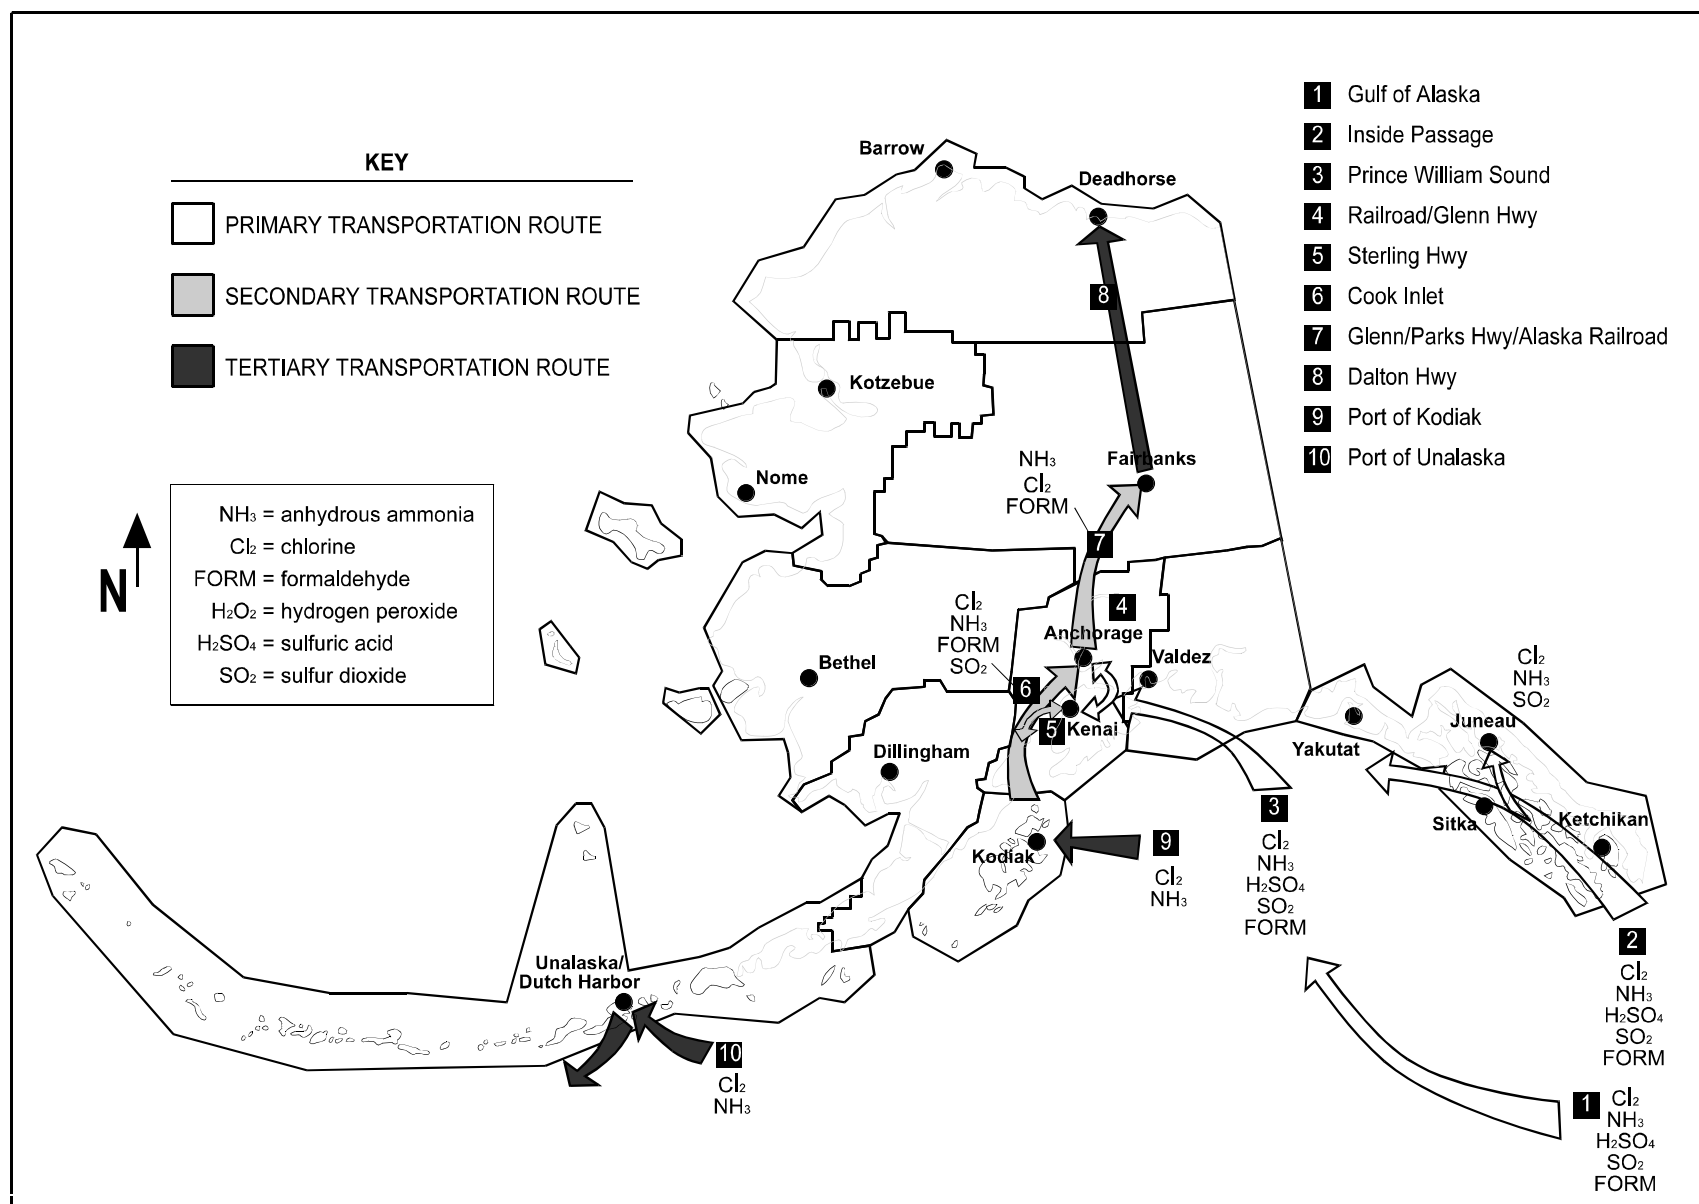 KEY
PRIMARY TRANSPORTATION ROUTE
SECONDARY TRANSPORTATION ROUTE
TERTIARY TRANSPORTATION ROUTE
NH₃ = anhydrous ammonia
Cl₂ = chlorine
FORM = formaldehyde
H₂O₂ = hydrogen peroxide
H₂SO₄ = sulfuric acid
SO₂ = sulfur dioxide
N
1 Gulf of Alaska
2 Inside Passage
3 Prince William Sound
4 Railroad/Glenn Hwy
5 Sterling Hwy
6 Cook Inlet
7 Glenn/Parks Hwy/Alaska Railroad
8 Dalton Hwy
9 Port of Kodiak
10 Port of Unalaska
Barrow
Deadhorse
8
Kotzebue
Nome
Fairbanks
NH₃
Cl₂
FORM
7
4
Anchorage
Cl₂
NH₃
FORM
SO₂
6
Bethel
Valdez
5
Kenai
Dillingham
Yakutat
Cl₂
NH₃
SO₂
Juneau
Sitka
Ketchikan
3
Cl₂
NH₃
H₂SO₄
SO₂
FORM
Kodiak
9
Cl₂
NH₃
2
Cl₂
NH₃
H₂SO₄
SO₂
FORM
Unalaska/
Dutch Harbor
10
Cl₂
NH₃
1
Cl₂
NH₃
H₂SO₄
SO₂
FORM